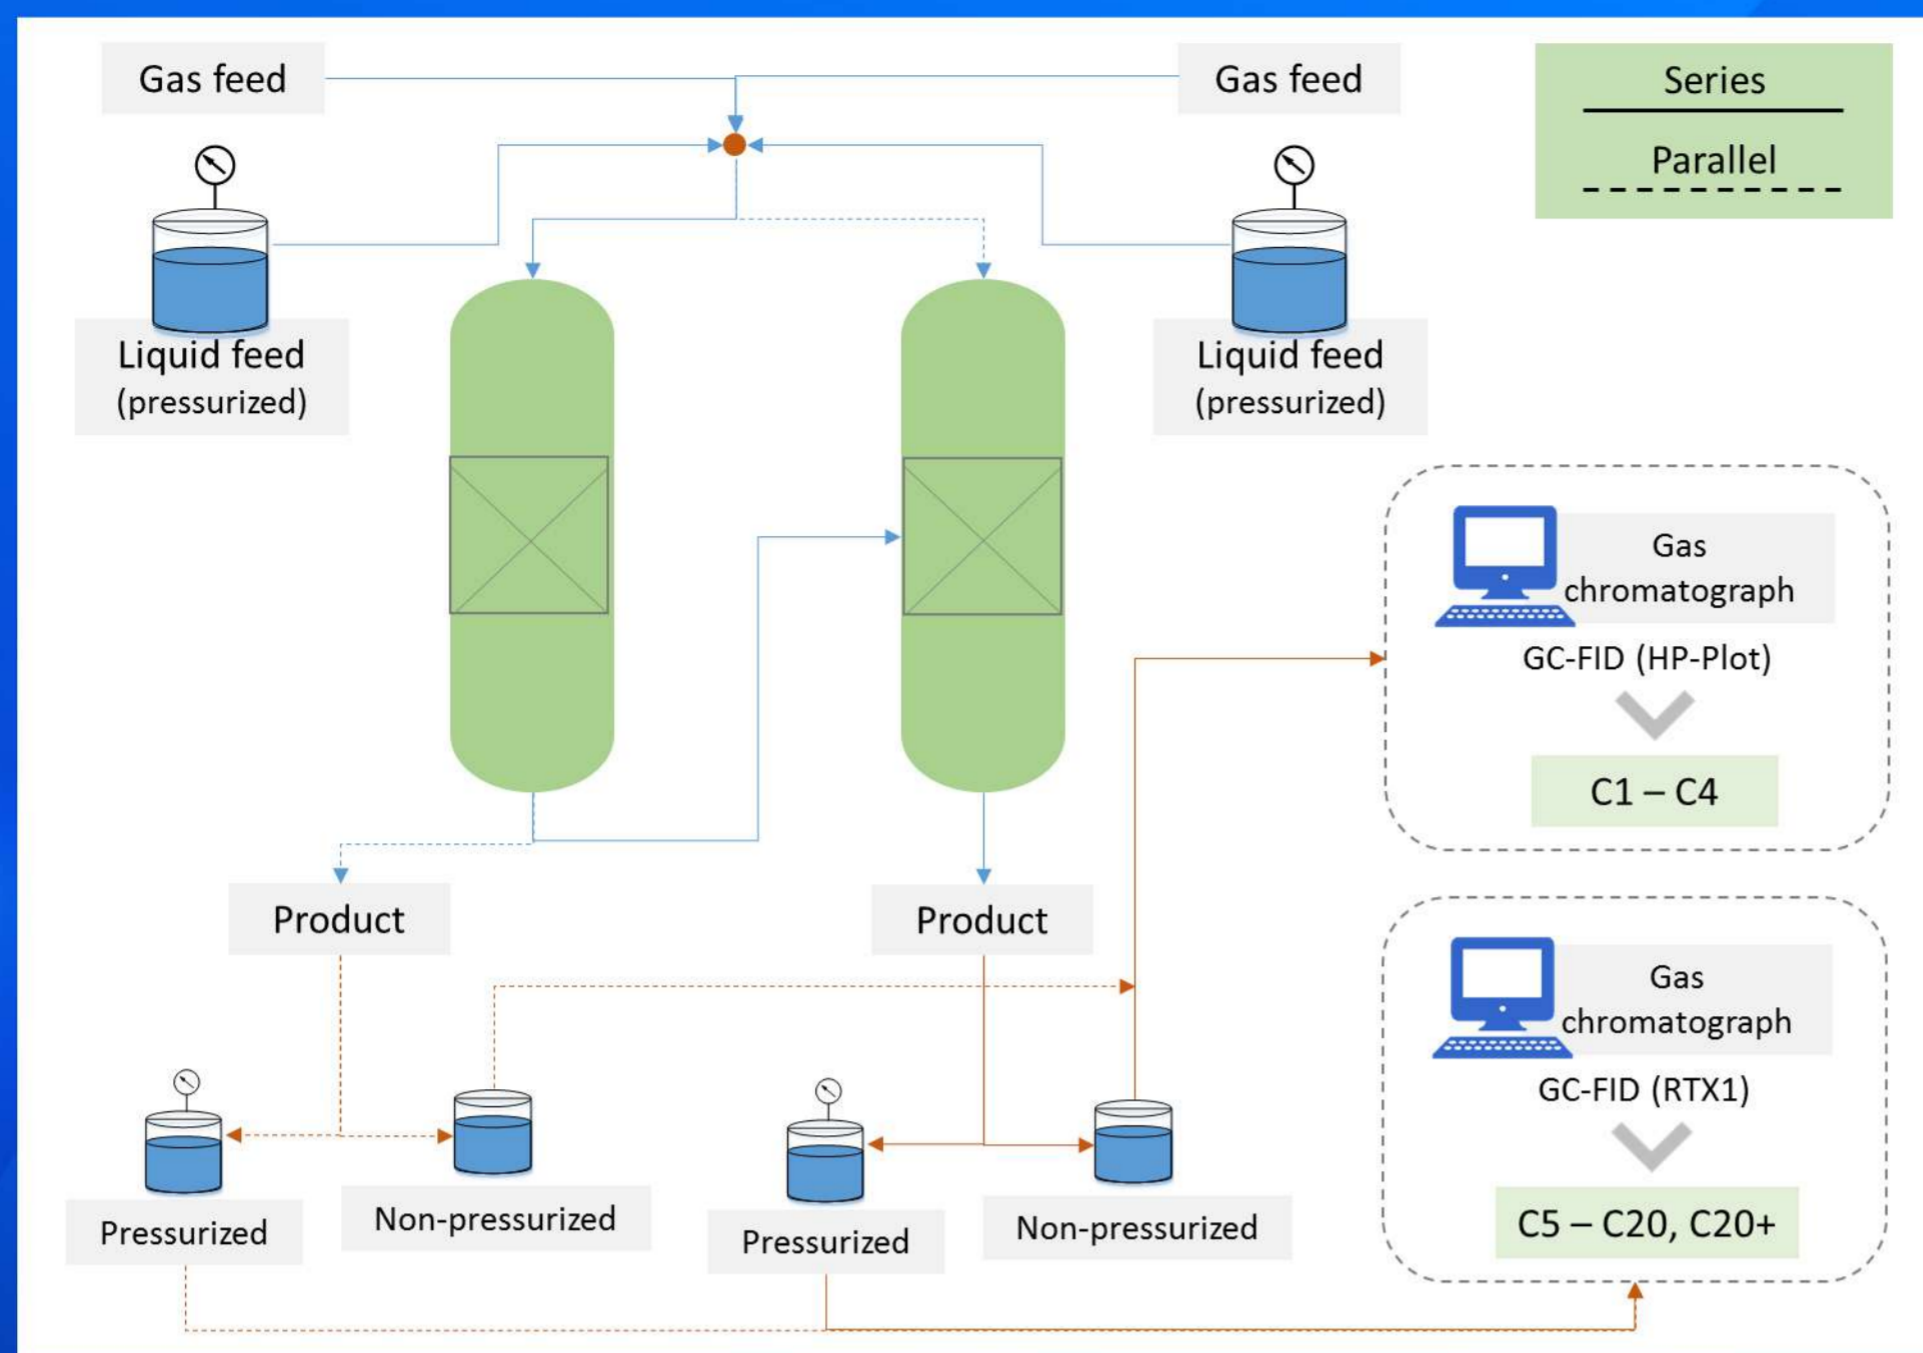 Gas feed
Gas feed
Series
Parallel
Liquid feed
(pressurized)
Liquid feed
(pressurized)
Gas
chromatograph
GC-FID (HP-Plot)
C1 – C4
Product
Product
Gas
chromatograph
GC-FID (RTX1)
C5 – C20, C20+
Pressurized
Non-pressurized
Pressurized
Non-pressurized